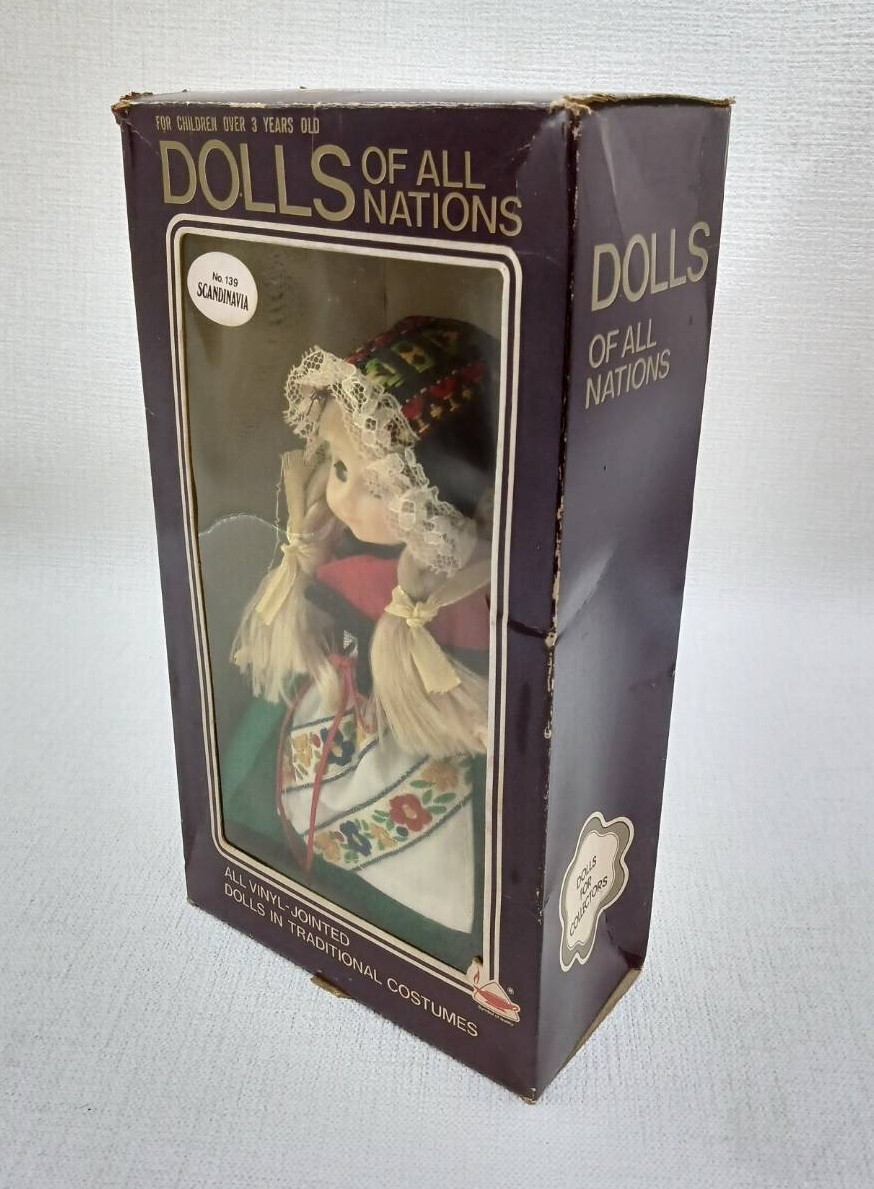 FOR CHILDREN OVER 3 YEARS OLD
DOLLS OF ALL
NATIONS
No. 139
SCANDINAVIA
ALL VINYL-JOINTED
DOLLS IN TRADITIONAL COSTUMES
®
DOLLS
OF ALL
NATIONS
DOLLS
FOR
COLLECTORS